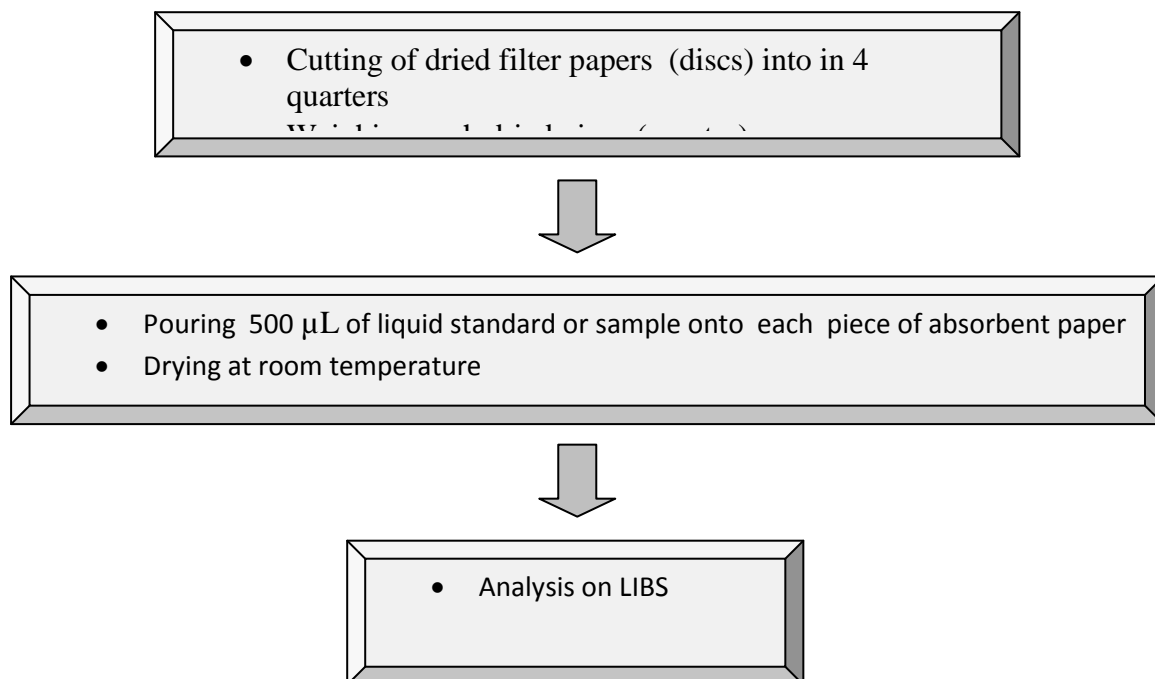 • Cutting of dried filter papers (discs) into in 4
quarters
• Pouring 500 µL of liquid standard or sample onto each piece of absorbent paper
• Drying at room temperature
• Analysis on LIBS